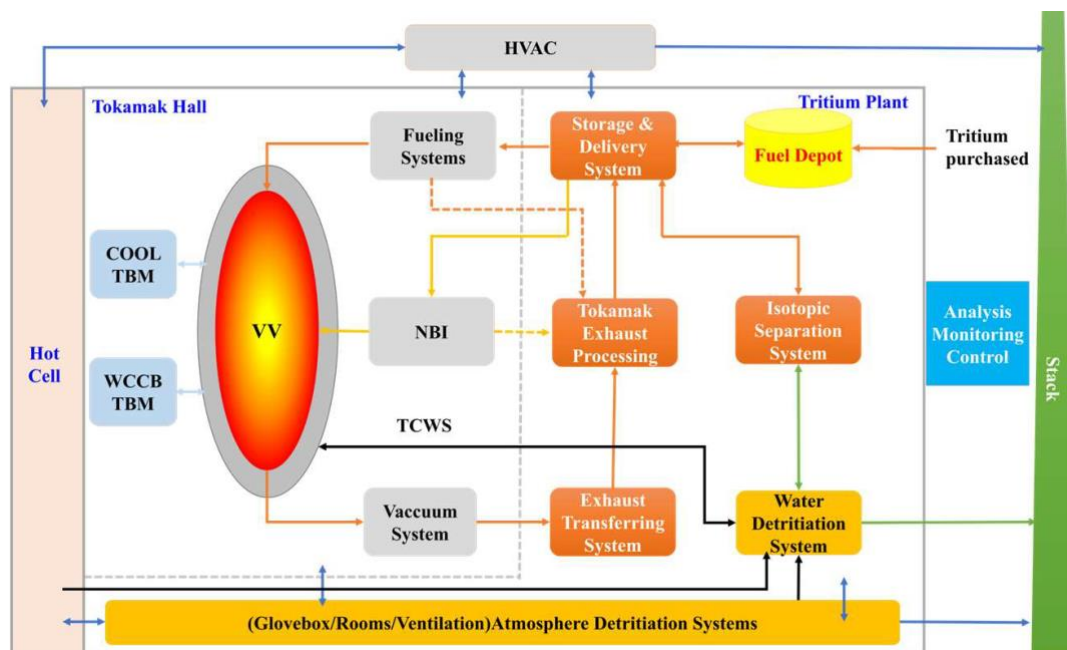 HVAC
Tokamak Hall
Tritium Plant
Fueling
Systems
Storage &
Delivery
System
Fuel Depot
Tritium
purchased
COOL
TBM
VV
NBI
Tokamak
Exhaust
Processing
Isotopic
Separation
System
Analysis
Monitoring
Control
Hot
Cell
WCCB
TBM
Stack
TCWS
Vaccuum
System
Exhaust
Transferring
System
Water
Detritiation
System
(Glovebox/Rooms/Ventilation)Atmosphere Detritiation Systems